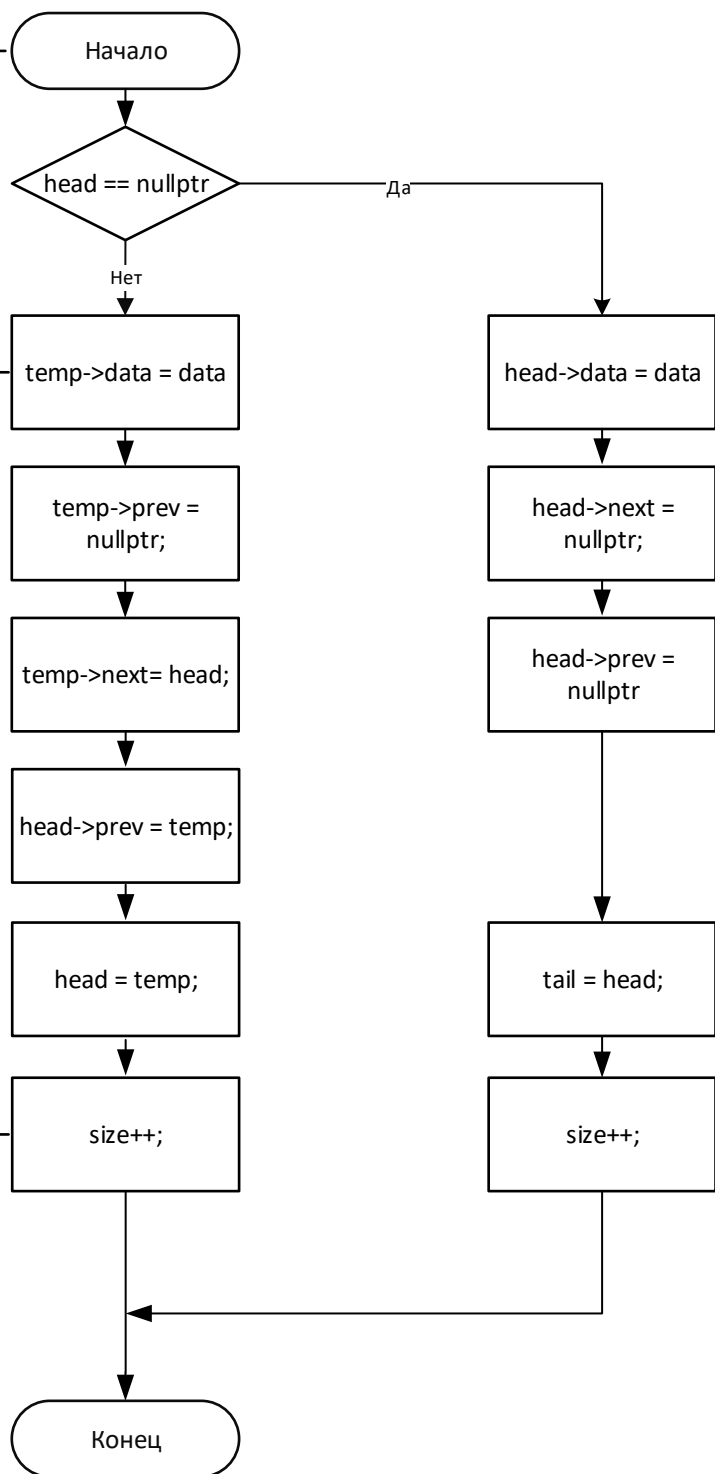 Начало
head == nullptr
Да
Нет
temp->data = data
temp->prev =
nullptr;
temp->next= head;
head->prev = temp;
head = temp;
size++;
head->data = data
head->next =
nullptr;
head->prev =
nullptr
tail = head;
size++;
Конец